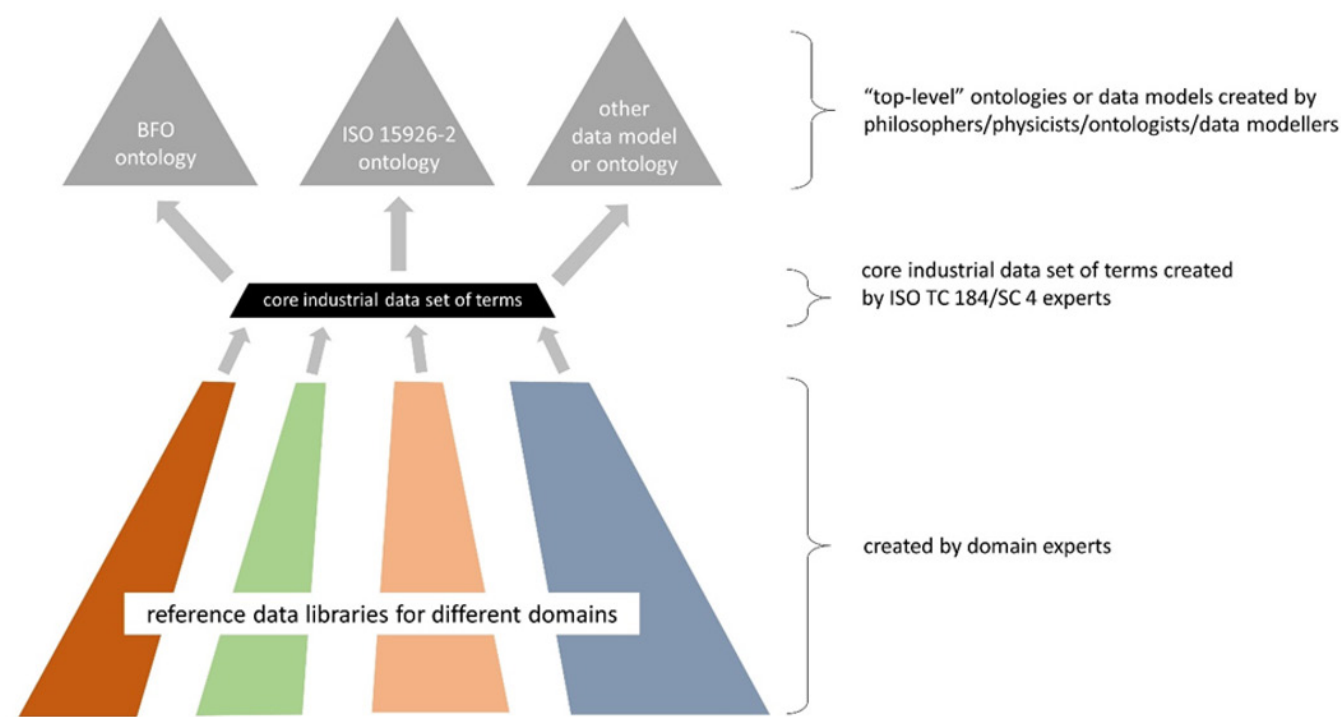 BFO
ontology
ISO 15926-2
ontology
other
data model
or ontology
“top-level” ontologies or data models created by
philosophers/physicists/ontologists/data modellers
core industrial data set of terms
core industrial data set of terms created
by ISO TC 184/SC 4 experts
reference data libraries for different domains
created by domain experts